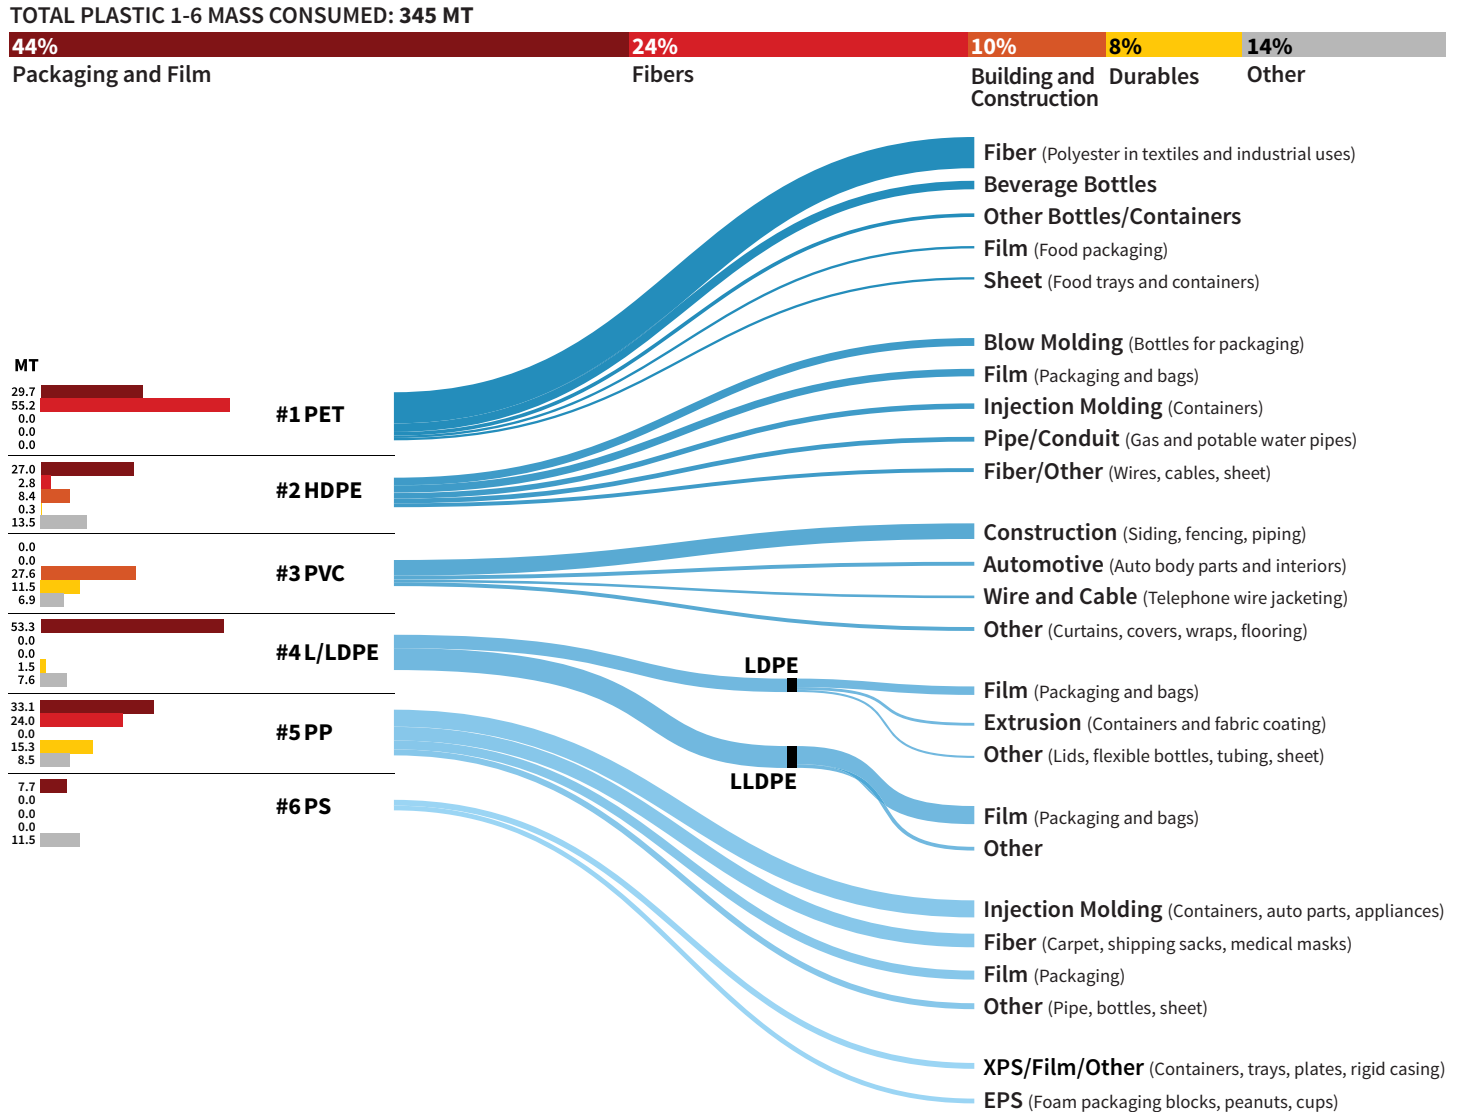 TOTAL PLASTIC 1-6 MASS CONSUMED: 345 MT
44%
24%
10%
8%
14%
Packaging and Film
Fibers
Building and
Construction
Durables
Other
Fiber (Polyester in textiles and industrial uses)
Beverage Bottles
Other Bottles/Containers
Film (Food packaging)
Sheet (Food trays and containers)
Blow Molding (Bottles for packaging)
Film (Packaging and bags)
Injection Molding (Containers)
Pipe/Conduit (Gas and potable water pipes)
Fiber/Other (Wires, cables, sheet)
Construction (Siding, fencing, piping)
Automotive (Auto body parts and interiors)
Wire and Cable (Telephone wire jacketing)
Other (Curtains, covers, wraps, flooring)
Film (Packaging and bags)
Extrusion (Containers and fabric coating)
Other (Lids, flexible bottles, tubing, sheet)
Film (Packaging and bags)
Other
Injection Molding (Containers, auto parts, appliances)
Fiber (Carpet, shipping sacks, medical masks)
Film (Packaging)
Other (Pipe, bottles, sheet)
XPS/Film/Other (Containers, trays, plates, rigid casing)
EPS (Foam packaging blocks, peanuts, cups)
MT
29.7
55.2
0.0
0.0
0.0
#1 PET
27.0
2.8
8.4
0.3
13.5
#2 HDPE
0.0
0.0
27.6
11.5
6.9
#3 PVC
53.3
0.0
0.0
1.5
7.6
#4 L/LDPE
LDPE
LLDPE
33.1
24.0
0.0
15.3
8.5
#5 PP
7.7
0.0
0.0
0.0
11.5
#6 PS